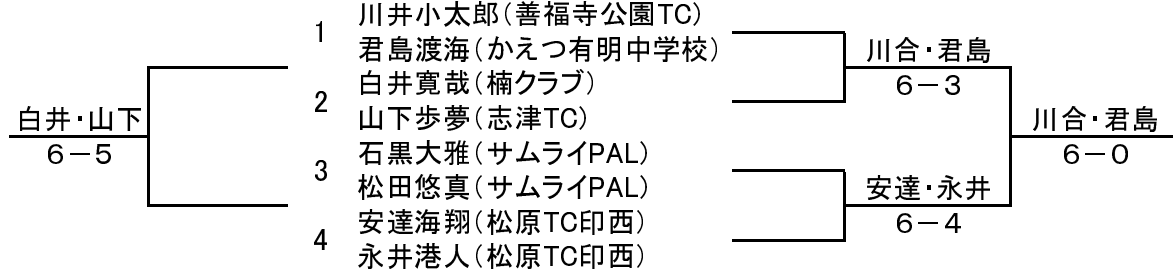 1
川井小太郎(善福寺公園TC)
君島渡海(かえつ有明中学校)
2
白井寛哉(楠クラブ)
山下歩夢(志津TC)
3
石黒大雅(サムライPAL)
松田悠真(サムライPAL)
4
安達海翔(松原TC印西)
永井港人(松原TC印西)
白井・山下
6-5
川合・君島
6-3
安達・永井
6-4
川合・君島
6-0